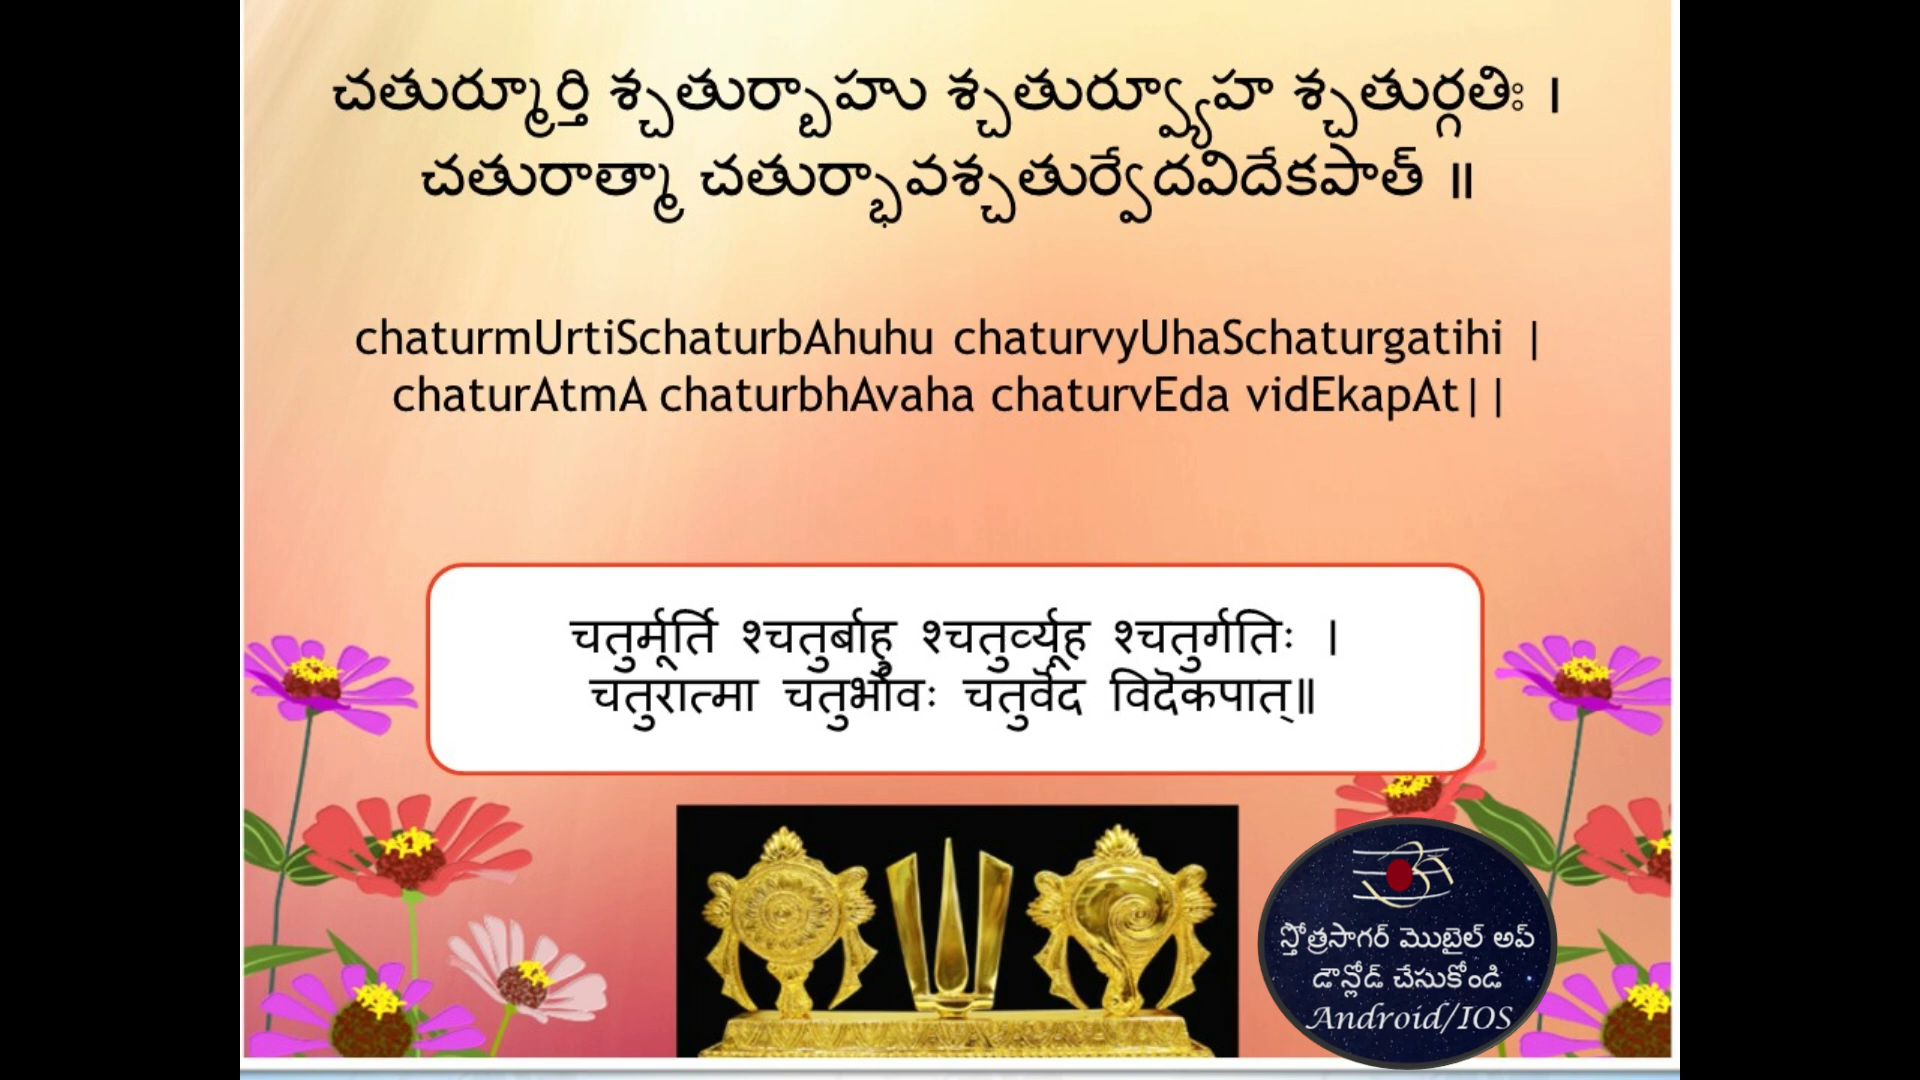 చతుర్మూర్తి శ్చతుర్బాహు శ్చతుర్వ్యూహ శ్చతుర్గతిః ।
చతురాత్మా చతుర్భావశ్చతుర్వేదవిదేకపాత్ ॥
chaturmUrtiSchaturbAhuhu chaturvyUhaSchaturgatihi |
chaturAtmA chaturbhAvaha chaturvEda vidEkapAt||
चतुर्मूर्ति श्चतुर्बाहु श्चतुर्व्यूह श्चतुर्गतिः ।
चतुरात्मा चतुर्भावः चतुर्वॆद विदॆकपात्॥
స్తోత్రసాగర్ మొబైల్ అప్
డౌన్లోడ్ చేసుకోండి
Android/IOS